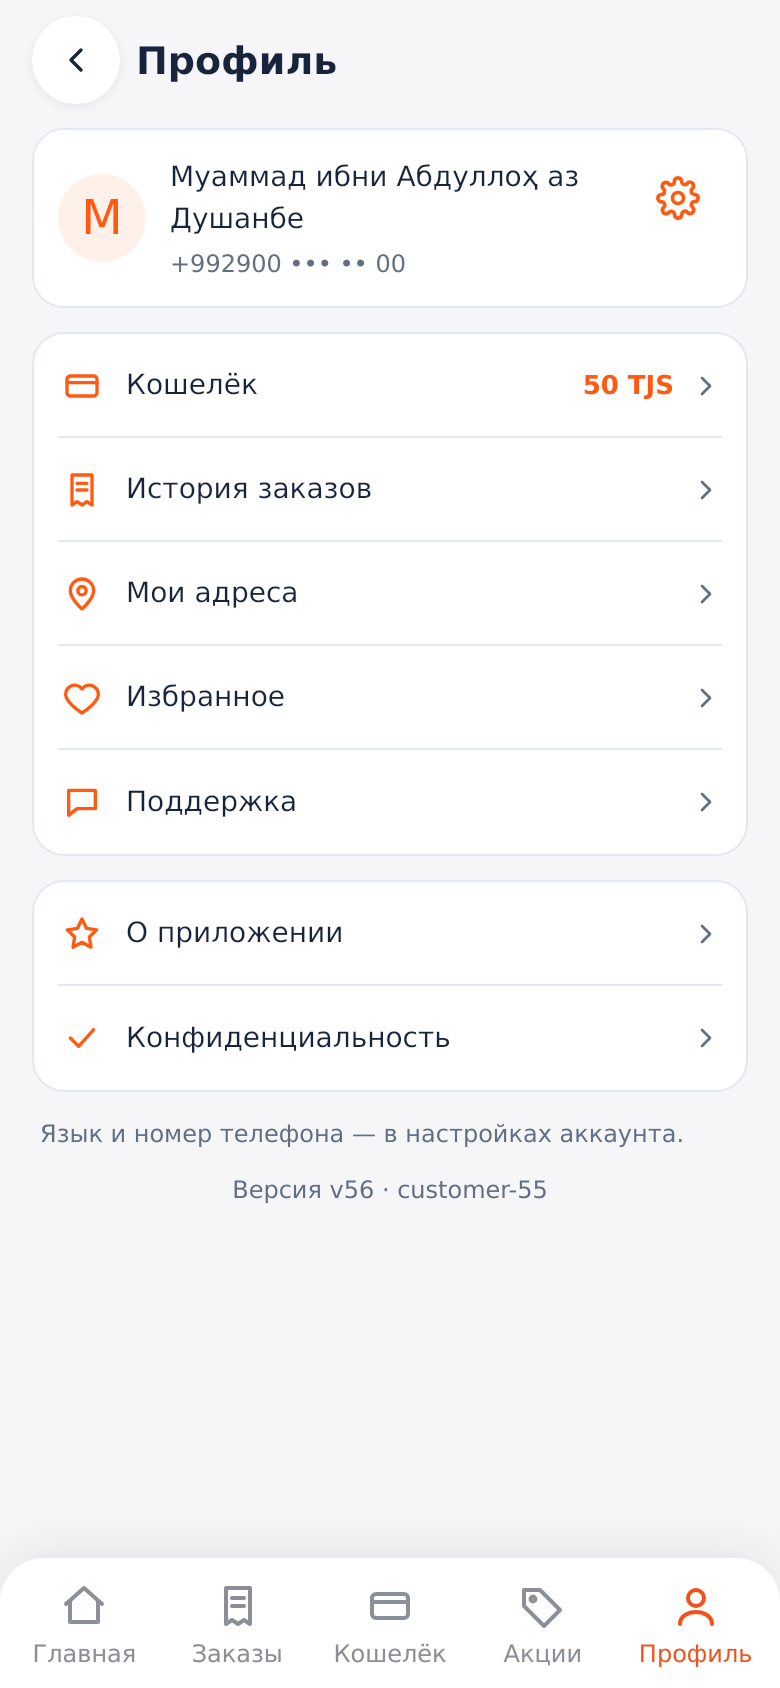 Профиль
М
Муаммад ибни Абдуллоҳ аз
Душанбе
+992900 ••• •• 00
Кошелёк
50 TJS
История заказов
Мои адреса
Избранное
Поддержка
О приложении
Конфиденциальность
Язык и номер телефона — в настройках аккаунта.
Версия v56 · customer-55
Главная
Заказы
Кошелёк
Акции
Профиль